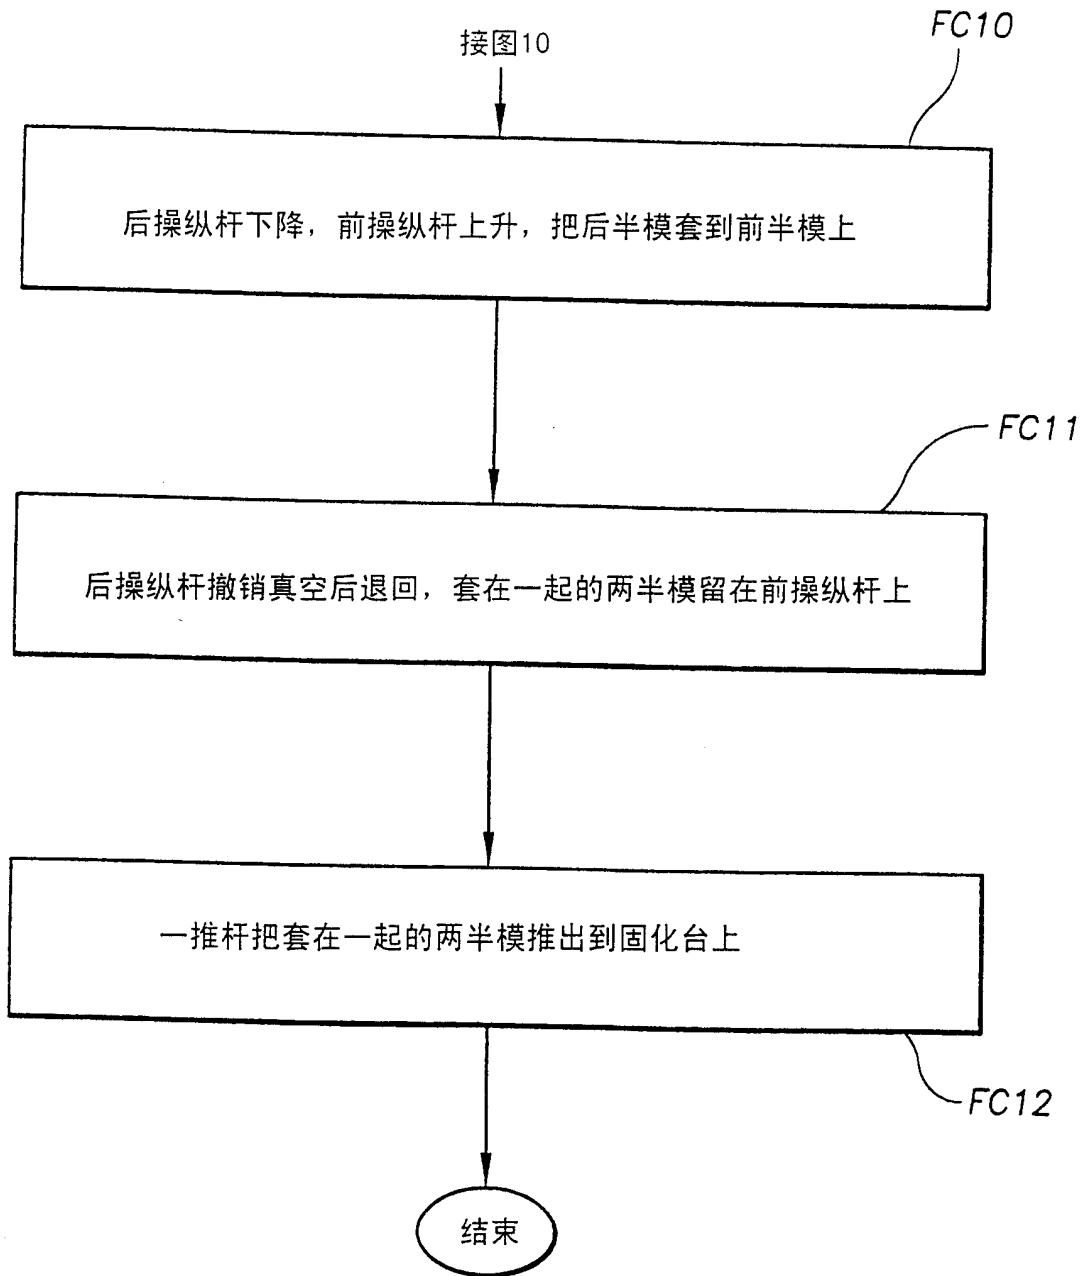 FC10
接图10
后操纵杆下降，前操纵杆上升，把后半模套到前半模上
FC11
后操纵杆撤销真空后退回，套在一起的两半模留在前操纵杆上
一推杆把套在一起的两半模推出到固化台上
FC12
结束